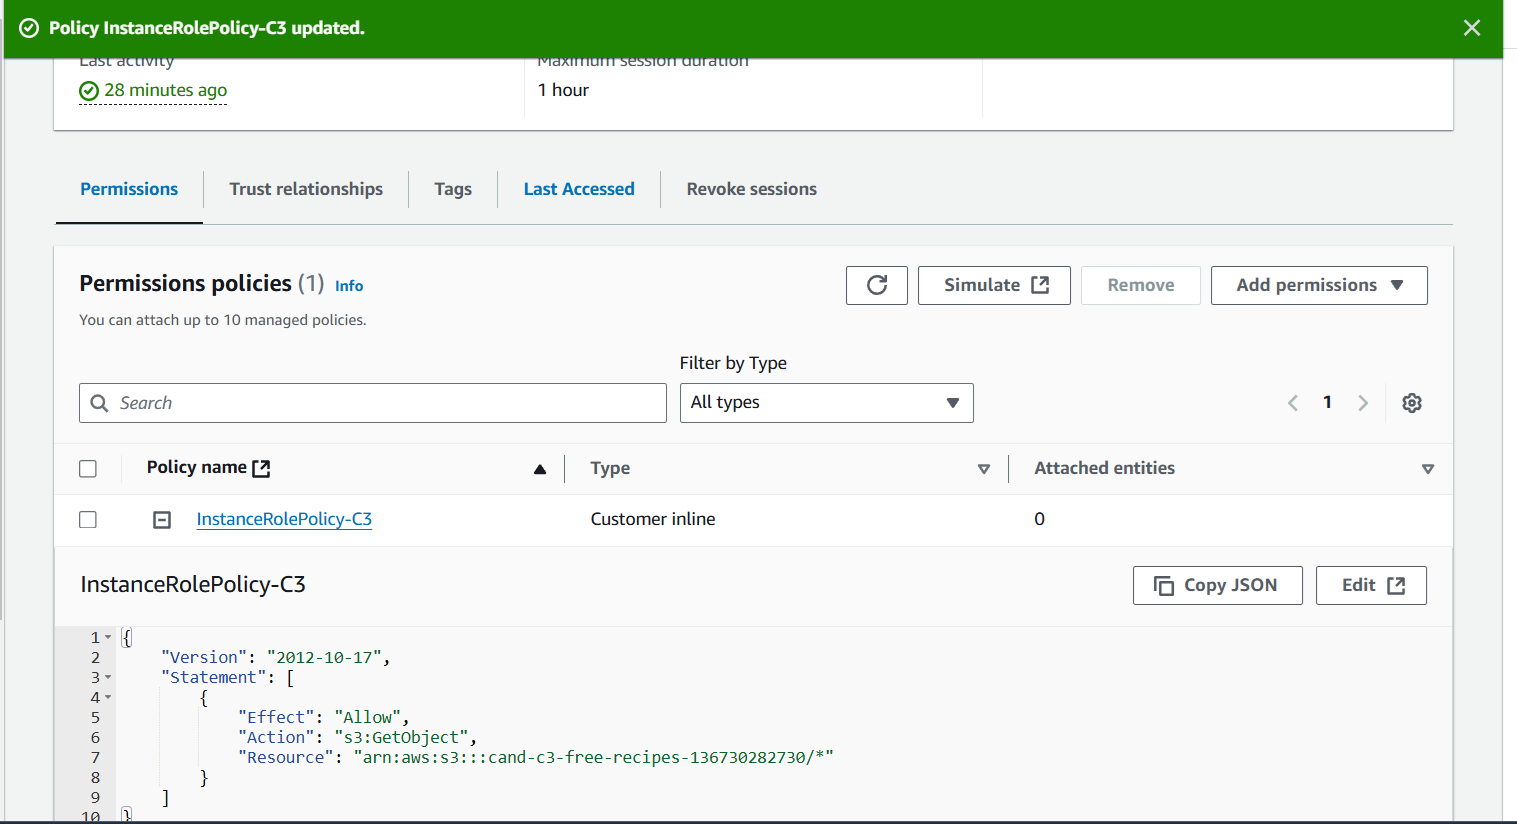 Policy InstanceRolePolicy-C3 updated.
Last activity
Maximum session duration
28 minutes ago
1 hour
Permissions
Trust relationships
Tags
Last Accessed
Revoke sessions
Permissions policies (1) Info
Simulate
Remove
Add permissions
You can attach up to 10 managed policies.
Filter by Type
Search
All types
1
Policy name
Type
Attached entities
InstanceRolePolicy-C3
Customer inline
0
InstanceRolePolicy-C3
Copy JSON
Edit
1 {
2 "Version": "2012-10-17",
3 "Statement": [
4 {
5 "Effect": "Allow",
6 "Action": "s3:GetObject",
7 "Resource": "arn:aws:s3:::cand-c3-free-recipes-136730282730/*"
8 }
9 ]
10 }